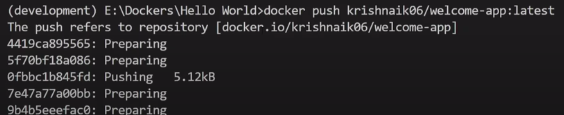 (development) E:\Dockers\Hello World>docker push krishnaik06/welcome-app:latest
The push refers to repository [docker.io/krishnaik06/welcome-app]
4419ca895565: Preparing
5f70bf18a086: Preparing
0fbbc1b845fd: Pushing 5.12kB
7e47a77a00bb: Preparing
9b4b5eeefac0: Preparing